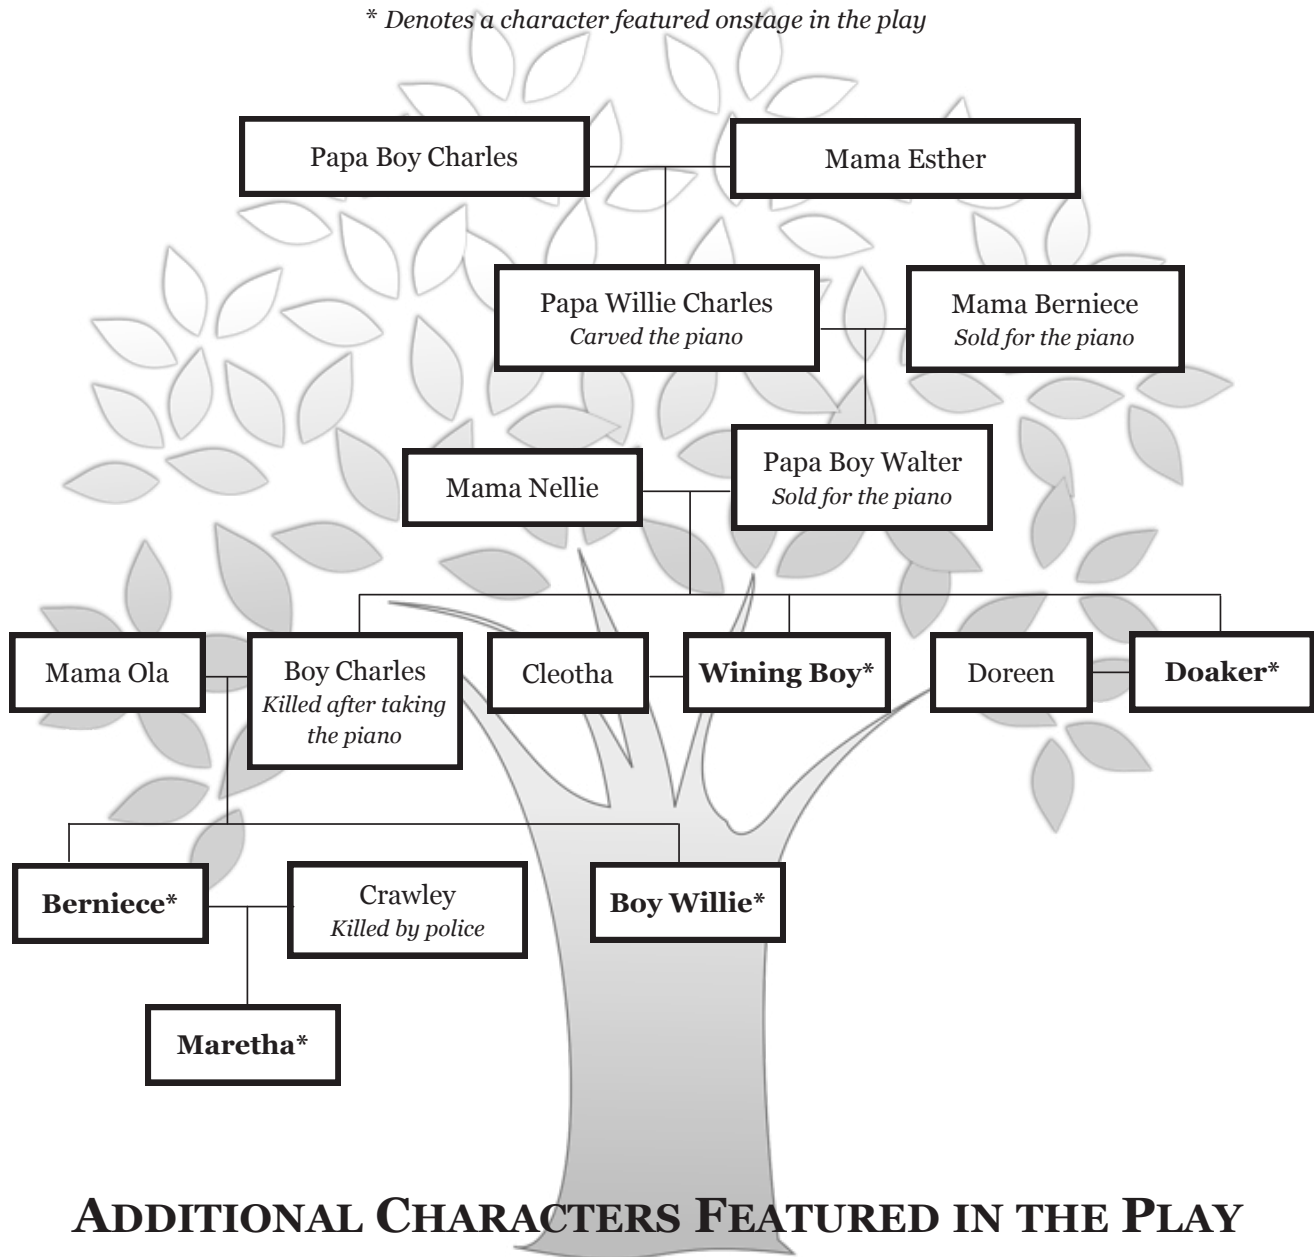 * Denotes a character featured onstage in the play
Papa Boy Charles
Mama Esther
Papa Willie Charles
Carved the piano
Mama Berniece
Sold for the piano
Mama Nellie
Papa Boy Walter
Sold for the piano
Mama Ola
Boy Charles
Killed after taking
the piano
Cleotha
Wining Boy*
Doreen
Doaker*
Berniece*
Crawley
Killed by police
Boy Willie*
Maretha*
ADDITIONAL CHARACTERS FEATURED IN THE PLAY